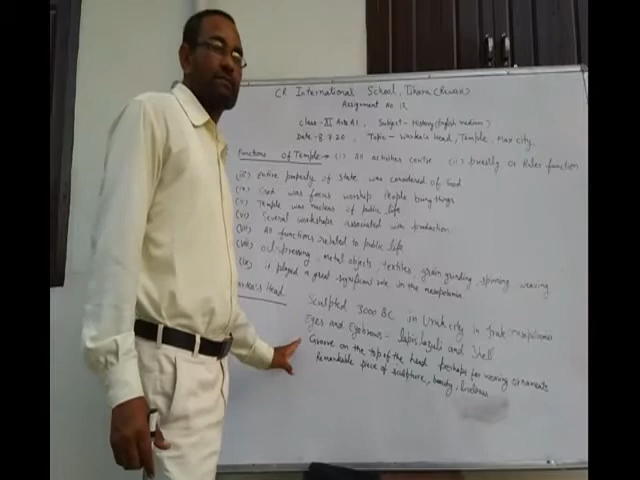 CR International School, Ihara (Rewari)
Assignment No. 12
Class - XI Arts A1, Subject - History (English medium)
Date - 8.7.20, Topic - Warka's Head, Temple, Mari city.
Functions of Temple → (i) All activities centre (ii) priestly or Ruler function
(iii) Entire property of state was considered of God
(iv) God was focus worship people bring things
(v) Temple was nucleus of public life
(vi) Several workshops associated was production
(vii) All functions related to public life
(viii) oil-pressing, metal objects, textiles, grain grinding, spinning weaving
(ix) it played a great significant role in the mesopotamia
Warka's Head
Sculpted 3000 BC in Uruk city in mesopotamia
Eyes and Eyebrows - lapis lazuli and shell
Groove on the top of the head perhaps for wearing ornaments
Remarkable piece of sculpture, beauty,